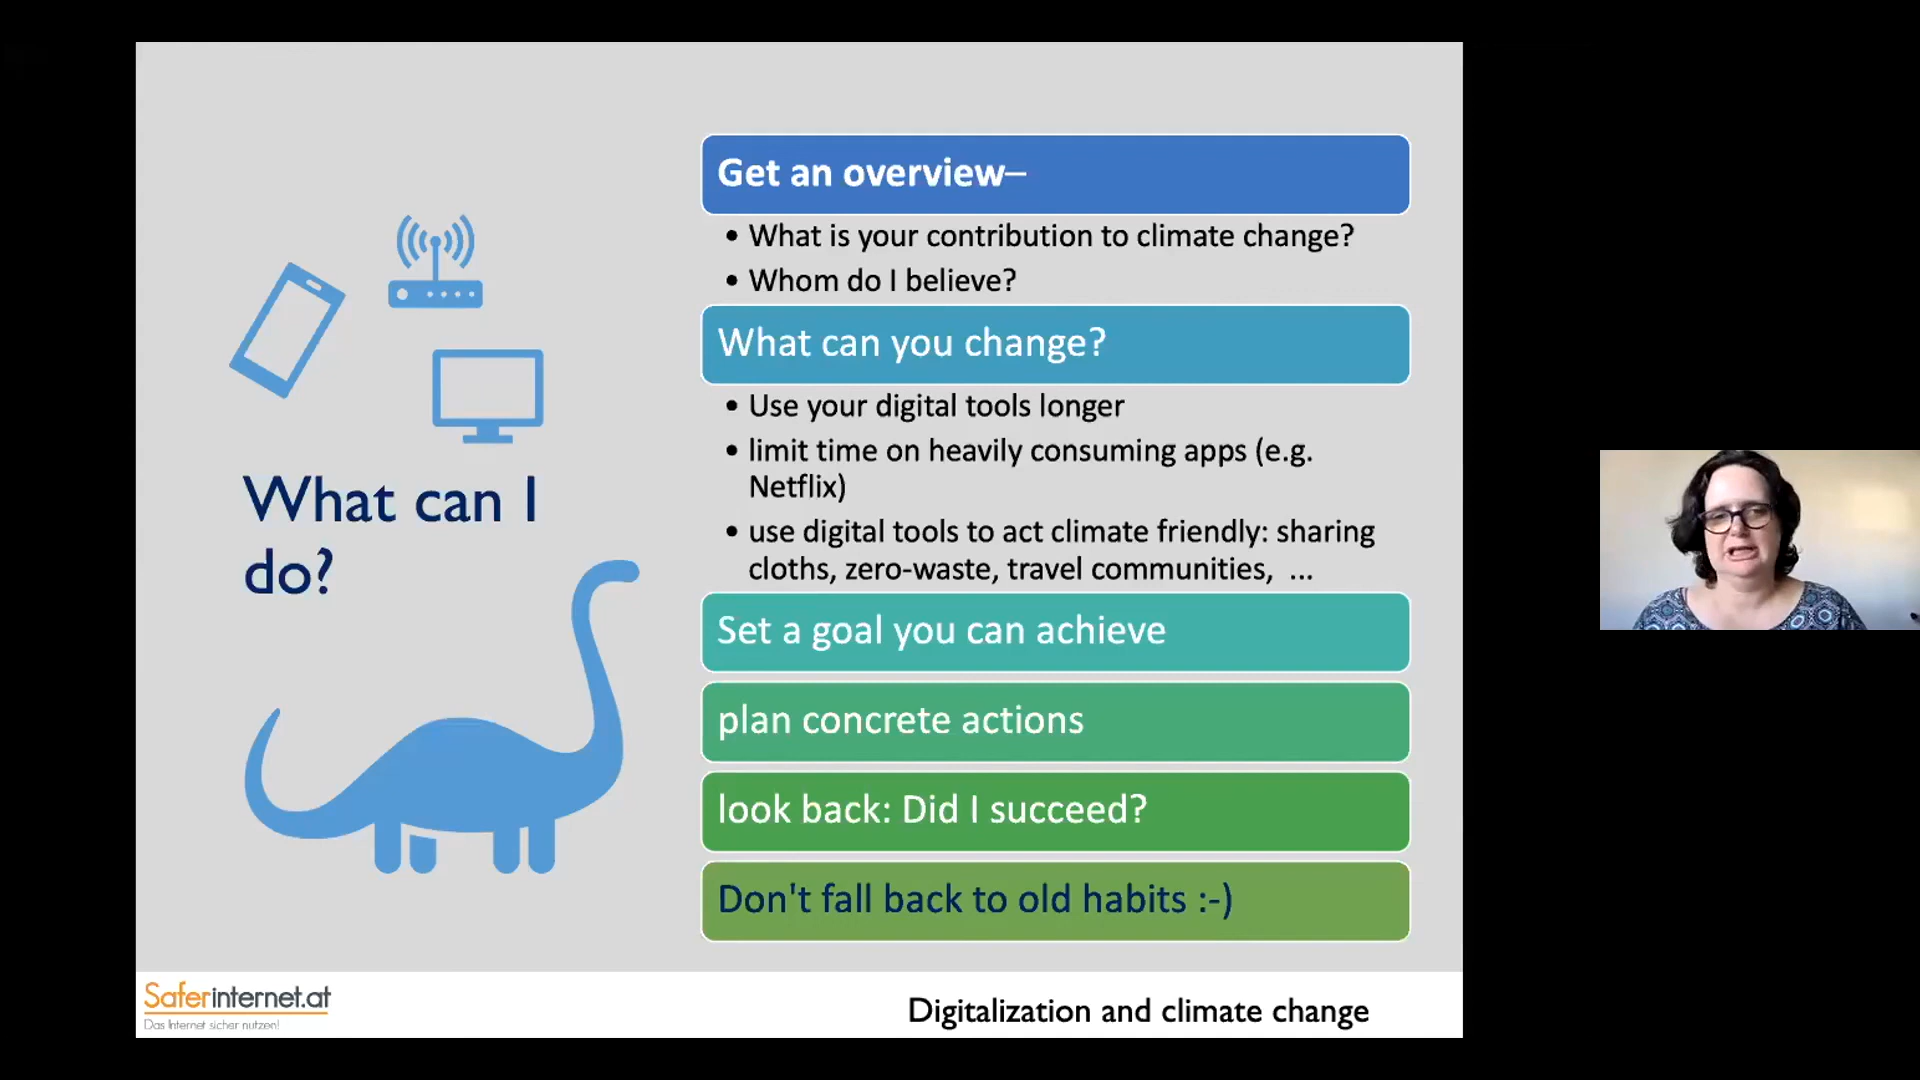 What can I
do?
Get an overview–
• What is your contribution to climate change?
• Whom do I believe?
What can you change?
• Use your digital tools longer
• limit time on heavily consuming apps (e.g.
Netflix)
• use digital tools to act climate friendly: sharing
cloths, zero-waste, travel communities,  ...
Set a goal you can achieve
plan concrete actions
look back: Did I succeed?
Don't fall back to old habits :-)
Saferinternet.at
Das Internet sicher nutzen!
Digitalization and climate change